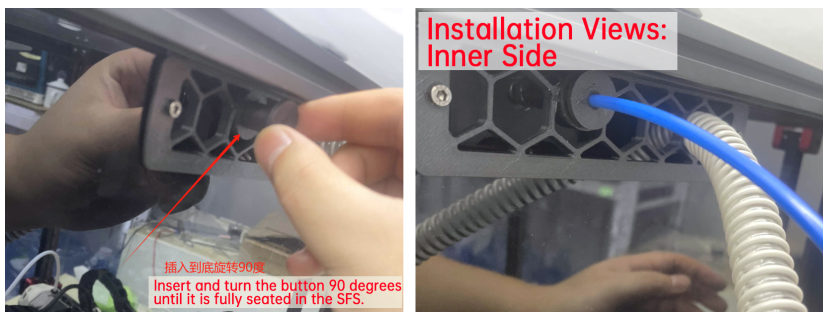 插入到底旋转90度
Insert and turn the button 90 degrees
until it is fully seated in the SFS.
Installation Views:
Inner Side